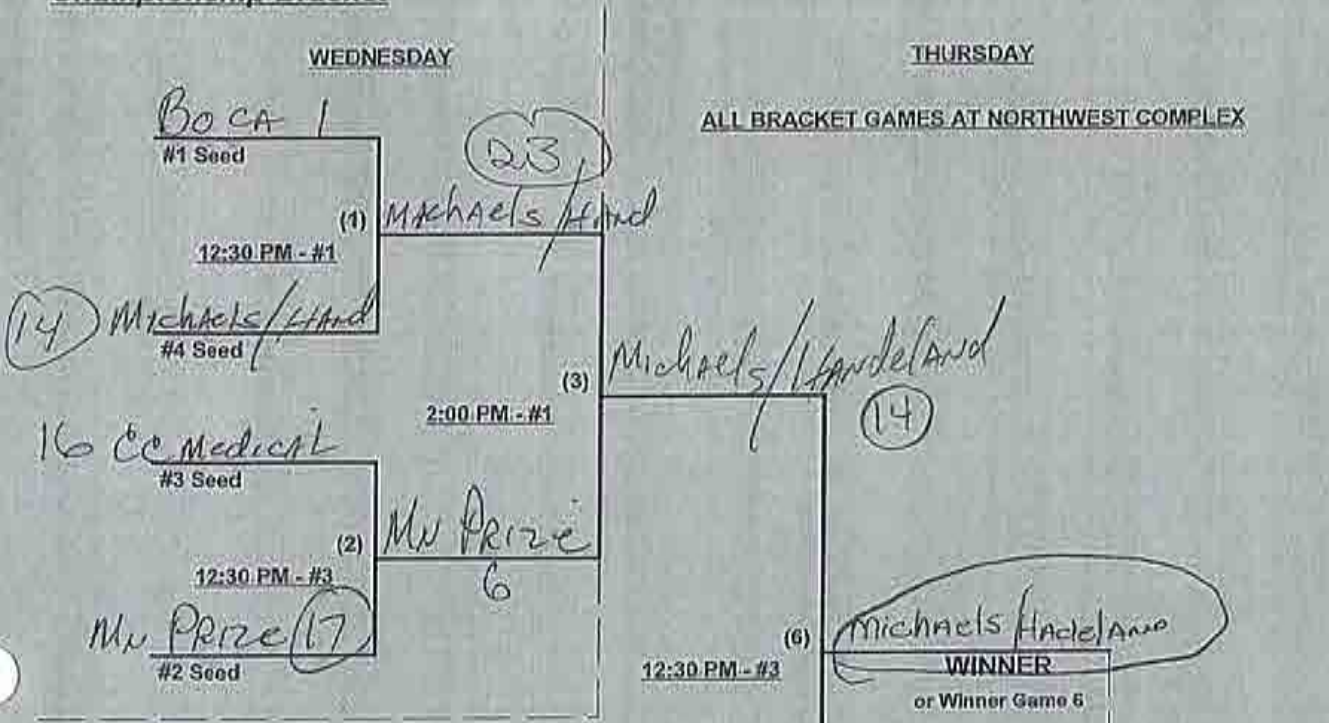 WEDNESDAY
THURSDAY
BOCA 1
ALL BRACKET GAMES AT NORTHWEST COMPLEX
#1 Seed
23
(1) Michaels/Hand
12:30 PM - #1
14 Michaels/Hand
#4 Seed
(3) Michaels/Handeland
2:00 PM - #1
14
16 CC Medical
#3 Seed
(2) MN PRIZE
12:30 PM - #3
6
MN PRIZE 17
#2 Seed
(6) Michaels/Hadeland
12:30 PM - #3
WINNER
or Winner Game 6